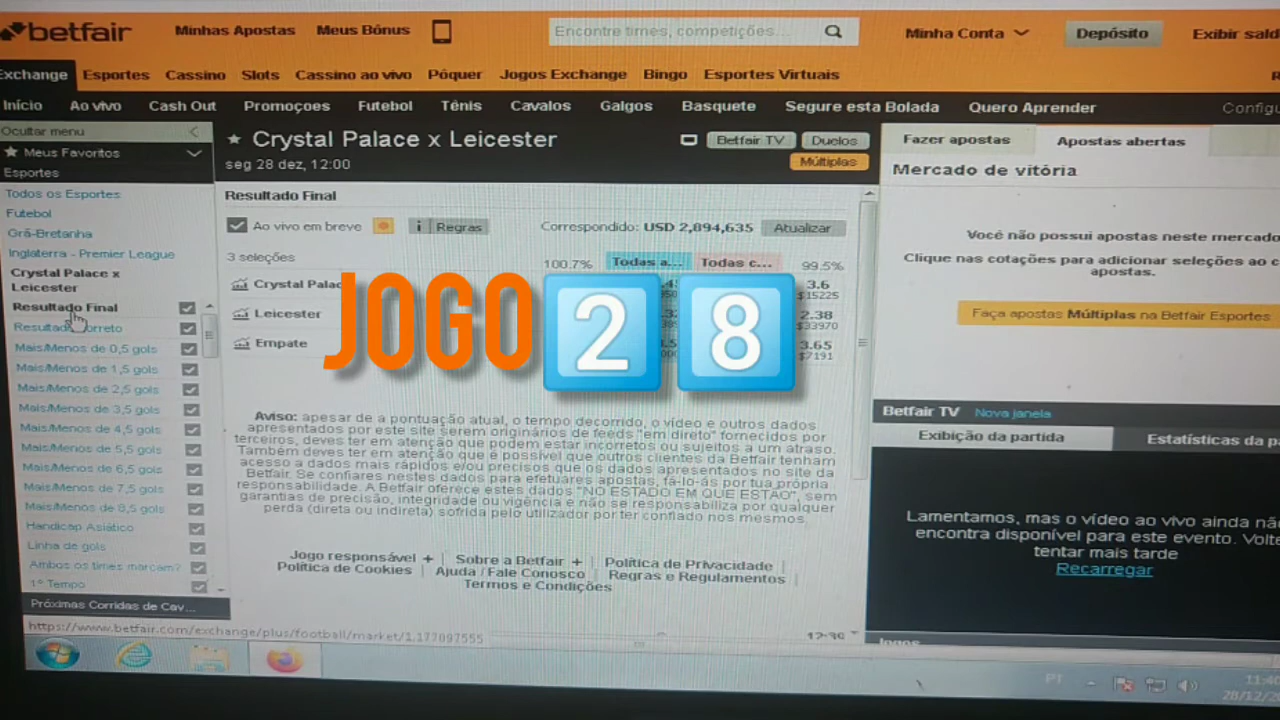 betfair Minhas Apostas Meus Bônus Encontre times, competições... Minha Conta Depósito Exibir
Exchange Esportes Cassino Slots Cassino ao vivo Póquer Jogos Exchange Bingo Esportes Virtuais
Início Ao vivo Cash Out Promoçoes Futebol Tênis Cavalos Galgos Basquete Segure esta Bolada Quero Aprender
Ocultar menu
Meus Favoritos
Esportes
Todos os Esportes
Futebol
Grã-Bretanha
Inglaterra - Premier League
Crystal Palace x
Leicester
Resultado Final
Mais/Menos de 0,5 gols
Mais/Menos de 1,5 gols
Mais/Menos de 2,5 gols
Mais/Menos de 3,5 gols
Mais/Menos de 4,5 gols
Mais/Menos de 5,5 gols
Mais/Menos de 6,5 gols
Mais/Menos de 7,5 gols
Mais/Menos de 8,5 gols
Handicap Asiático
Linha de gols
Ambos os times marcam?
1º Tempo
Próximas Corridas de Cav...
Crystal Palace x Leicester
Betfair TV Duelos
seg 28 dez, 12:00
Múltiplas
Resultado Final
Ao vivo em breve i Regras Correspondido: USD 2,894,635 Atualizar
3 seleções 100.7% Todas a... Todas c... 99.5%
Crystal 3.6
$15225
Leicester 2.38
$33970
Empate 3.65
$7191
JOGO 28
Aviso: apesar de a pontuação atual, o tempo decorrido, o vídeo e outros dados
apresentados por este site serem originários de feeds "em direto" fornecidos por
terceiros, deves ter em atenção que podem estar incorretos ou sujeitos a um atraso.
Também deves ter em atenção que é possível que outros clientes da Betfair tenham
acesso a dados mais rápidos e/ou precisos que os dados apresentados no site da
Betfair. Se confiares nestes dados para efetuares apostas, fá-lo-ás por tua própria
responsabilidade. A Betfair oferece estes dados "NO ESTADO EM QUE ESTÃO", sem
garantias de precisão, integridade ou vigência e não se responsabiliza por qualquer
perda (direta ou indireta) sofrida pelo utilizador por ter confiado nos mesmos.
Jogo responsável + Sobre a Betfair + Política de Privacidade
Política de Cookies Ajuda / Fale Conosco Regras e Regulamentos
Termos e Condições
https://www.betfair.com/exchange/plus/football/market/1.177097555
Fazer apostas Apostas abertas
Mercado de vitória
Você não possui apostas neste mercado
Clique nas cotações para adicionar seleções ao
apostas.
Faça apostas Múltiplas na Betfair Esportes
Betfair TV Nova janela
Exibição da partida Estatísticas da
Lamentamos, mas o vídeo ao vivo ainda
encontra disponível para este evento. Volte
tentar mais tarde
Recarregar
Jogos
PT 11:40